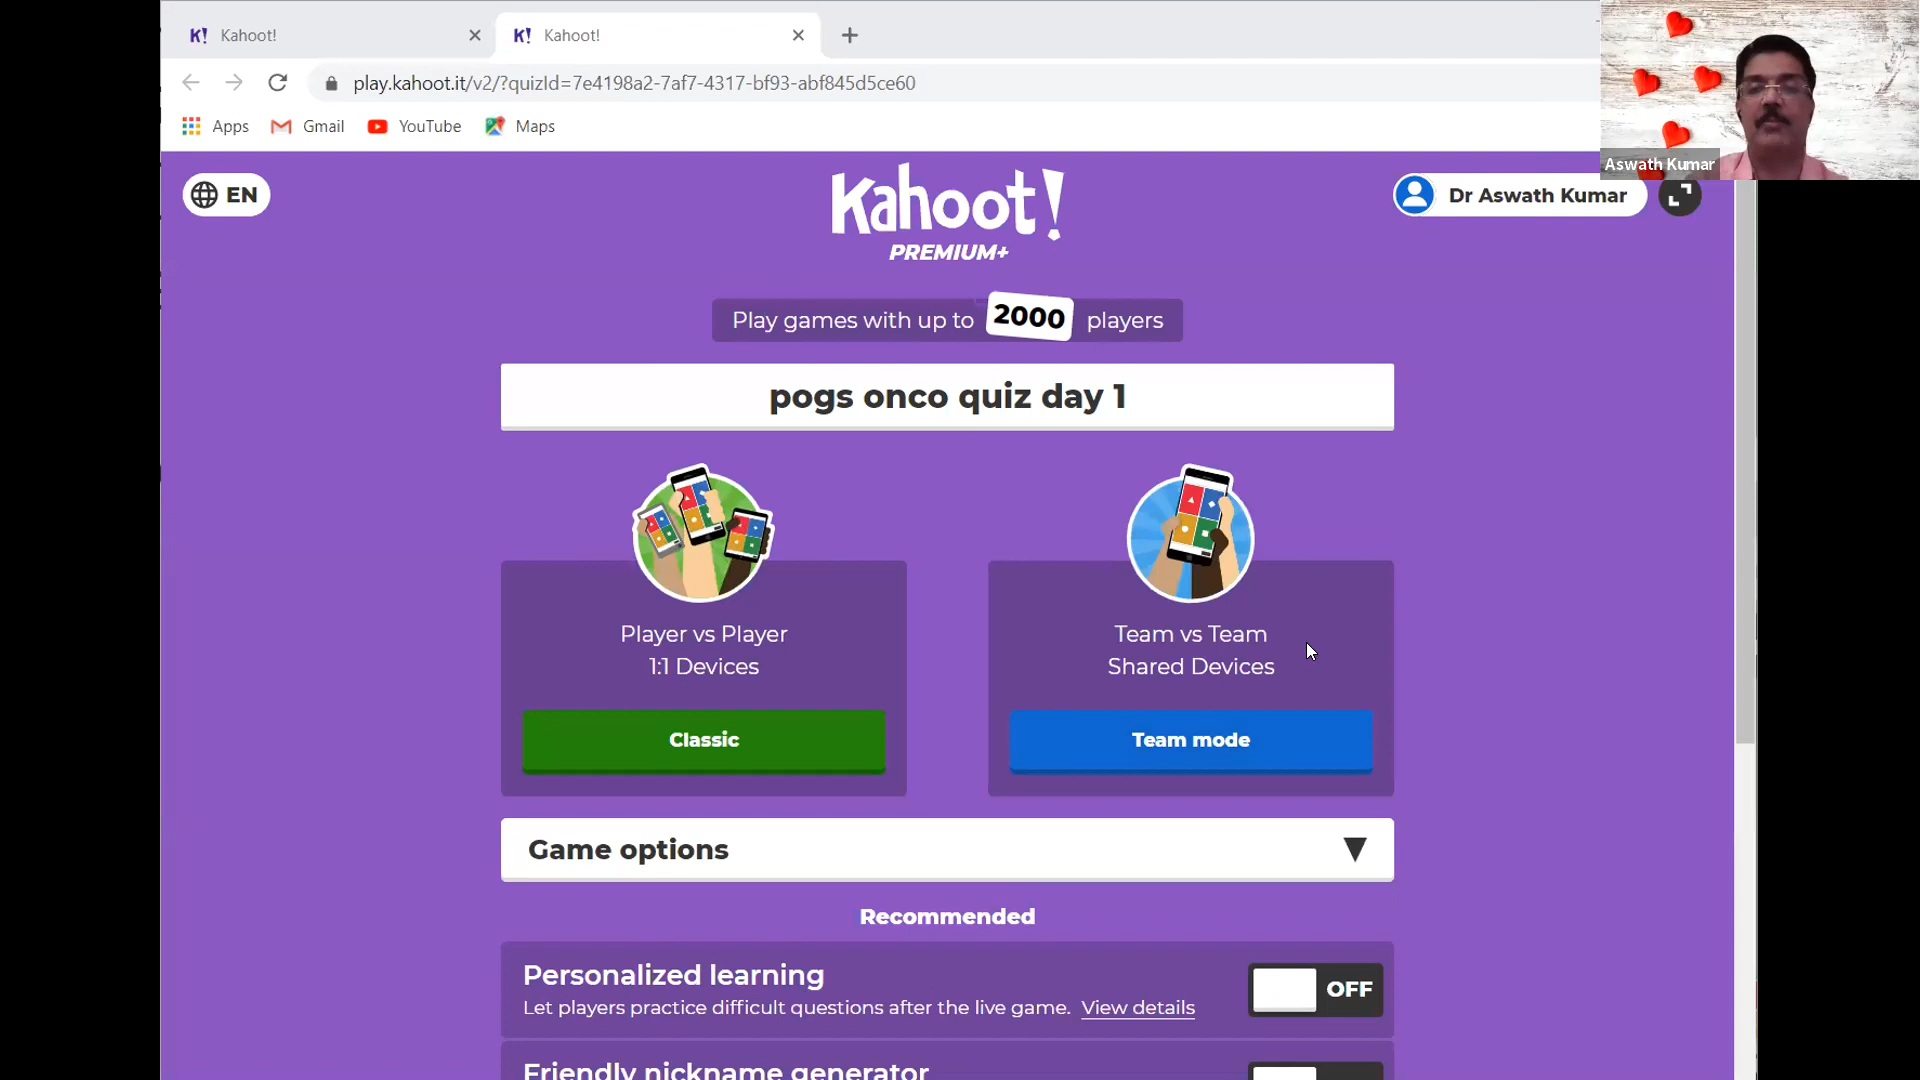 Kahoot!
Kahoot!
play.kahoot.it/v2/?quizId=7e4198a2-7af7-4317-bf93-abf845d5ce60
Apps Gmail YouTube Maps
Aswath Kumar
EN
Kahoot!
PREMIUM+
Dr Aswath Kumar
Play games with up to 2000 players
pogs onco quiz day 1
Player vs Player
1:1 Devices
Classic
Team vs Team
Shared Devices
Team mode
Game options
Recommended
Personalized learning
Let players practice difficult questions after the live game. View details
OFF
Friendly nickname generator